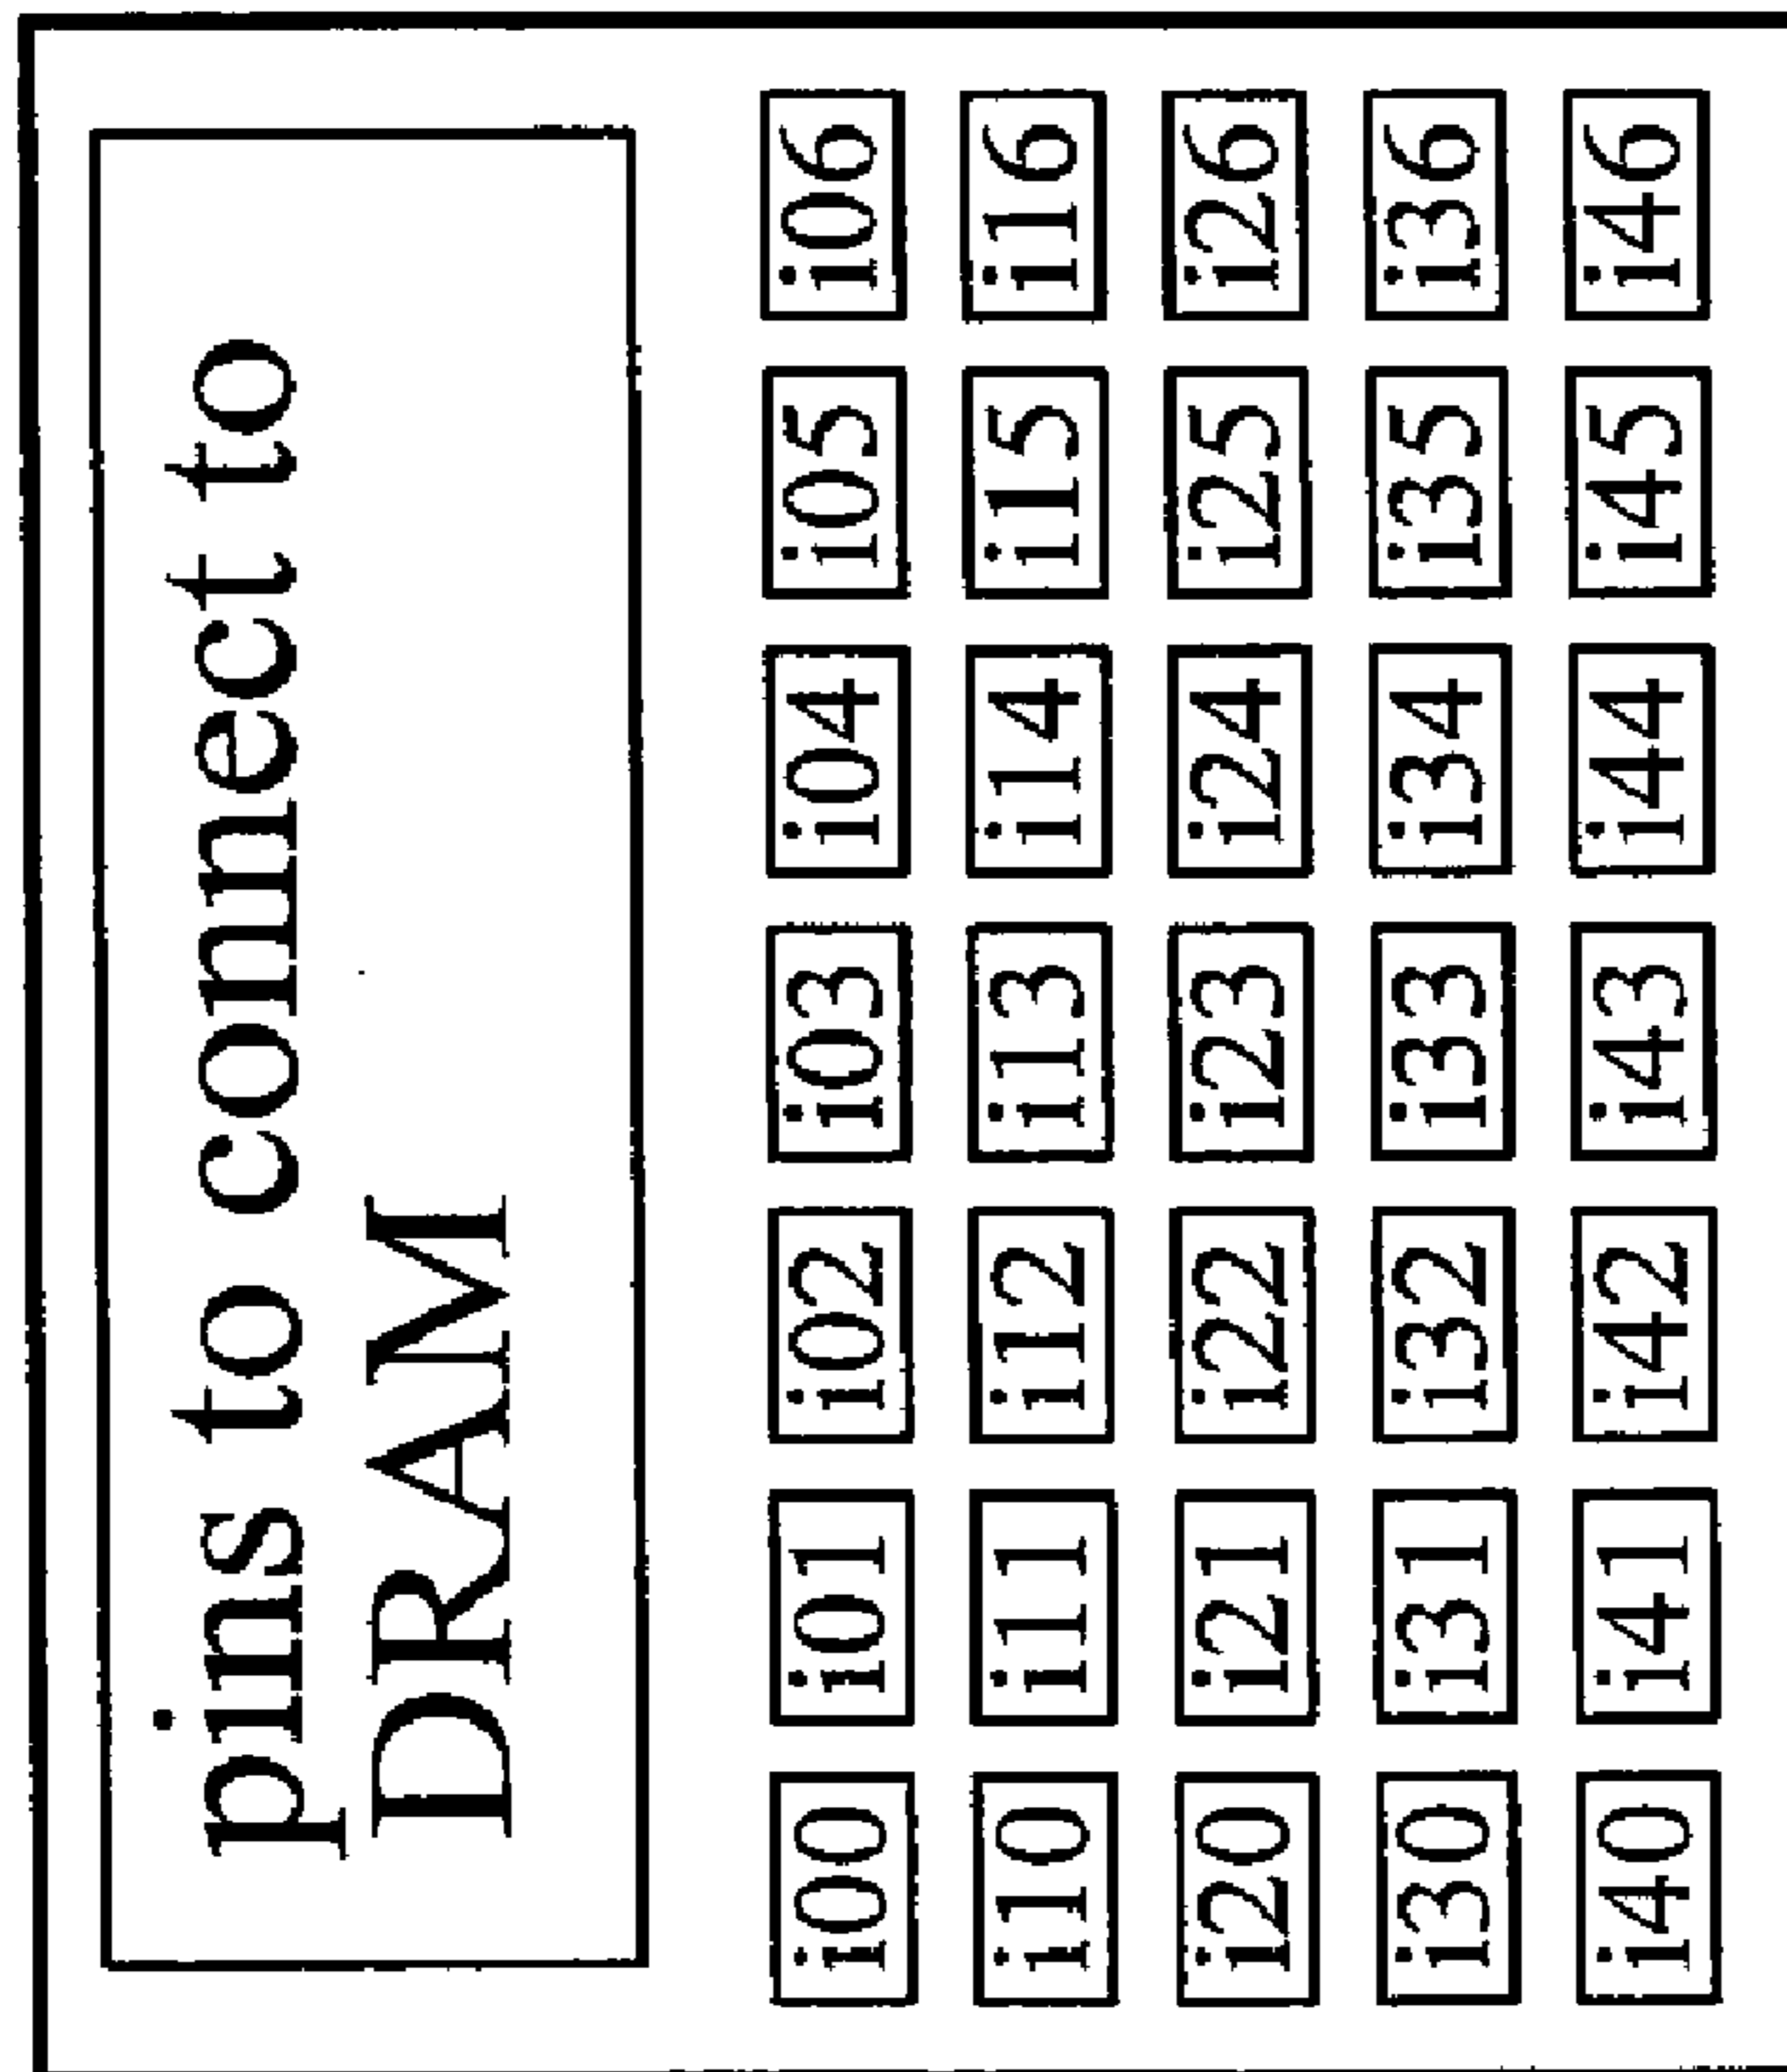 pins to connect to
DRAM
i00 i01 i02 i03 i04 i05 i06
i10 i11 i12 i13 i14 i15 i16
i20 i21 i22 i23 i24 i25 i26
i30 i31 i32 i33 i34 i35 i36
i40 i41 i42 i43 i44 i45 i46